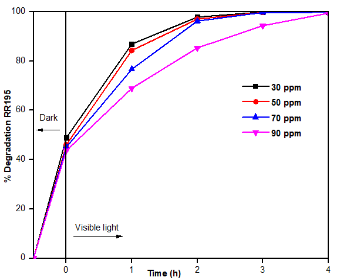 100
80
60
40
20
0
% Degradation RR195
Dark
Visible light
30 ppm
50 ppm
70 ppm
90 ppm
0
1
2
3
4
Time (h)